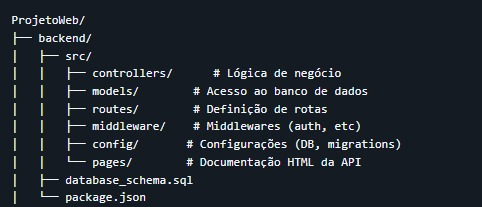 ProjetoWeb/
├── backend/
│   ├── src/
│   │   ├── controllers/      # Lógica de negócio
│   │   ├── models/        # Acesso ao banco de dados
│   │   ├── routes/        # Definição de rotas
│   │   ├── middleware/    # Middlewares (auth, etc)
│   │   ├── config/       # Configurações (DB, migrations)
│   │   └── pages/        # Documentação HTML da API
│   ├── database_schema.sql
│   └── package.json